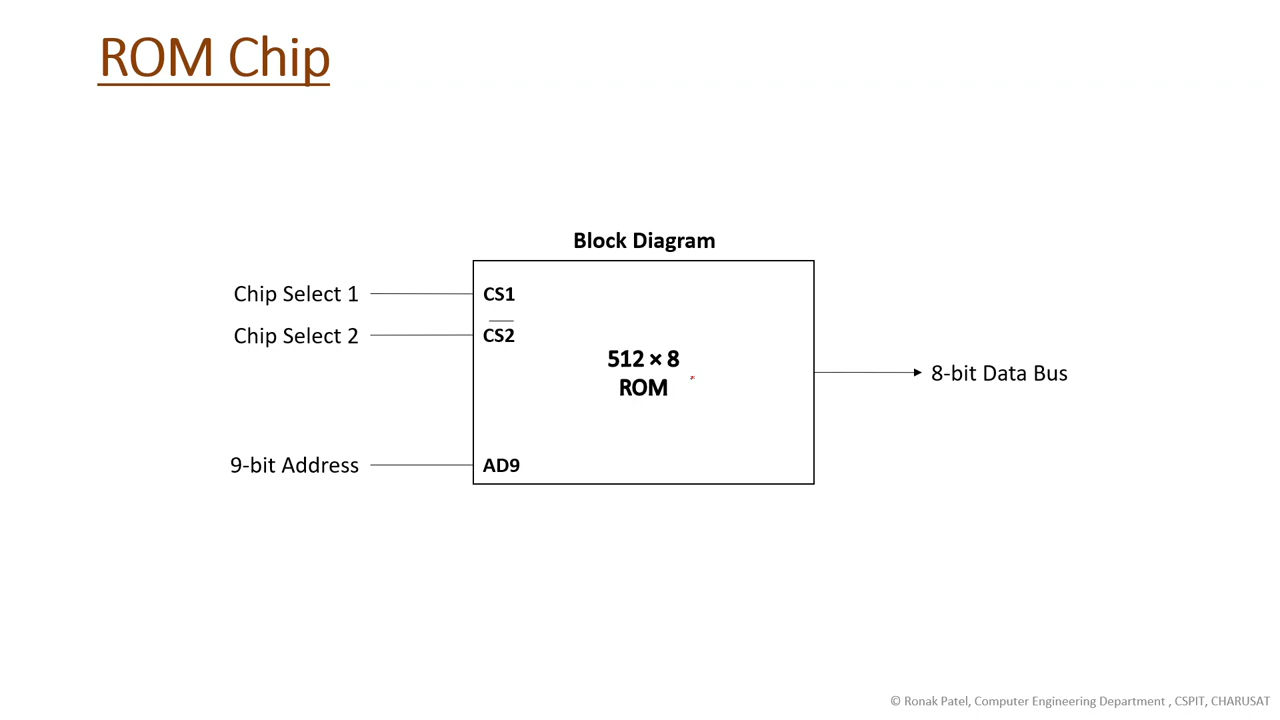 ROM Chip
Block Diagram
Chip Select 1
CS1
Chip Select 2
CS2
512 × 8
ROM
8-bit Data Bus
9-bit Address
AD9
© Ronak Patel, Computer Engineering Department , CSPIT, CHARUSAT